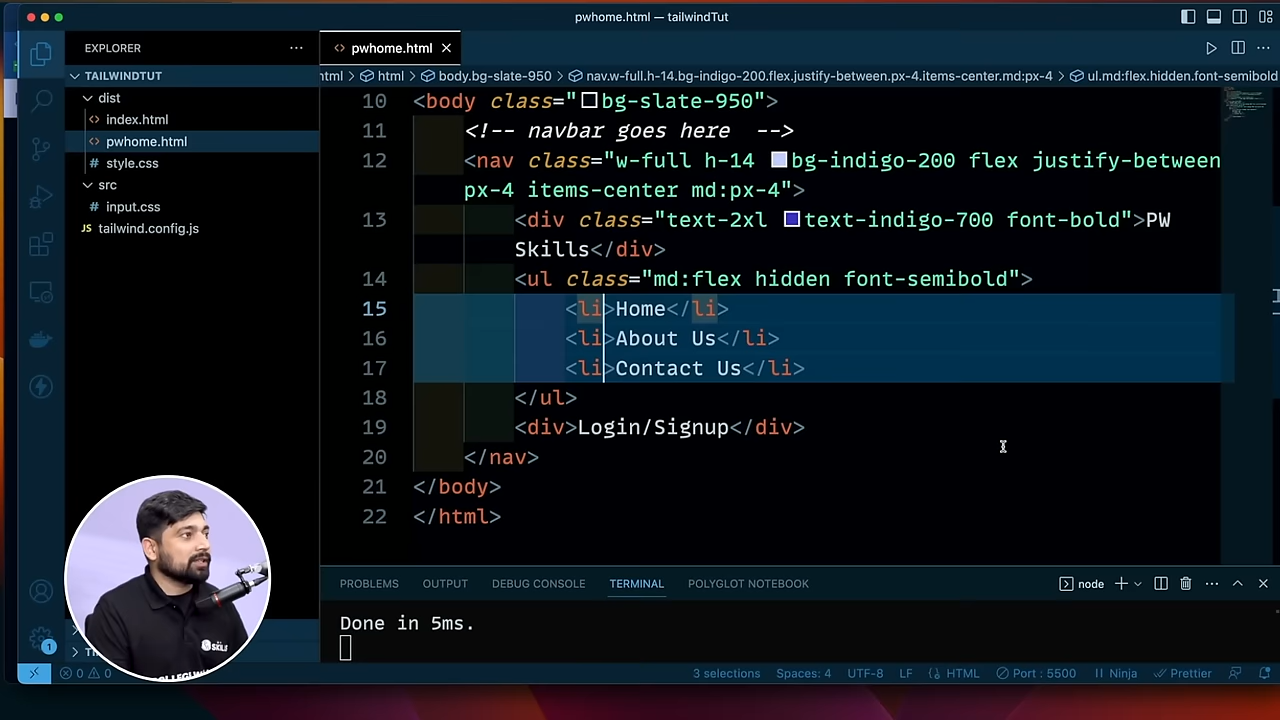 pwhome.html — tailwindTut
EXPLORER
pwhome.html
TAILWINDTUT
html › html › body.bg-slate-950 › nav.w-full.h-14.bg-indigo-200.flex.justify-between.px-4.items-center.md:px-4 › ul.md:flex.hidden.font-semibold
dist
index.html
pwhome.html
style.css
src
input.css
JS tailwind.config.js
10 <body class="bg-slate-950">
11 <!-- navbar goes here -->
12 <nav class="w-full h-14 bg-indigo-200 flex justify-between
px-4 items-center md:px-4">
13 <div class="text-2xl text-indigo-700 font-bold">PW
Skills</div>
14 <ul class="md:flex hidden font-semibold">
15 <li>Home</li>
16 <li>About Us</li>
17 <li>Contact Us</li>
18 </ul>
19 <div>Login/Signup</div>
20 </nav>
21 </body>
22 </html>
PROBLEMS OUTPUT DEBUG CONSOLE TERMINAL POLYGLOT NOTEBOOK
node
Done in 5ms.
1
0 0
3 selections Spaces: 4 UTF-8 LF HTML Port : 5500 Ninja Prettier